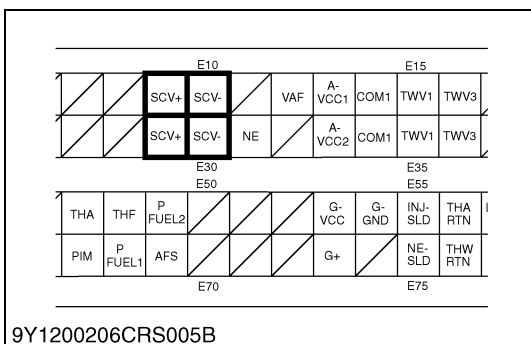 E10 E15
SCV+ SCV- VAF A-VCC1 COM1 TWV1 TWV3
SCV+ SCV- NE A-VCC2 COM1 TWV1 TWV3
E30 E35
E50 E55
THA THF P FUEL2 G-VCC G-GND INJ-SLD THA RTN
PIM P FUEL1 AFS G+ NE-SLD THW RTN
E70 E75
9Y1200206CRS005B